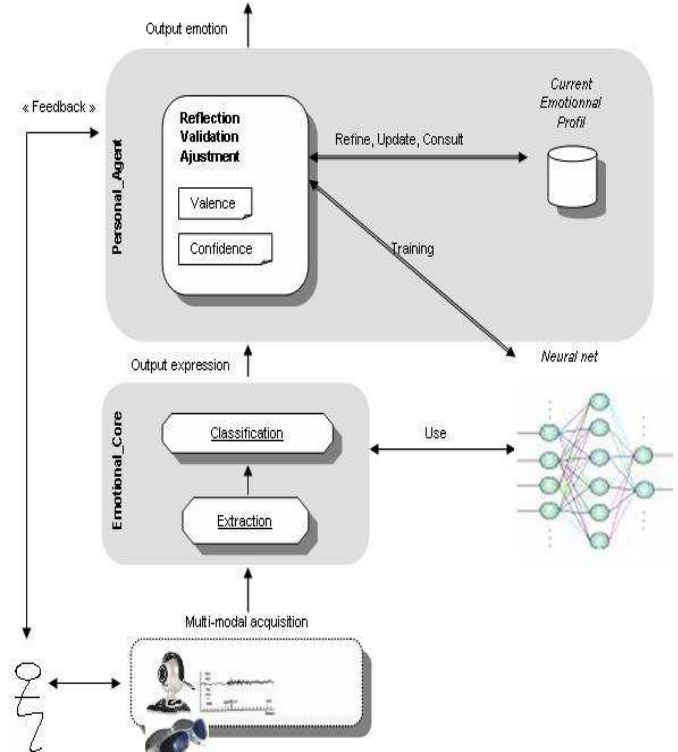 Output emotion
« Feedback »
Personal_Agent
Reflection
Validation
Ajustment
Valence
Confidence
Refine, Update, Consult
Current
Emotionnal
Profil
Training
Output expression
Neural net
Emotional_Core
Classification
Extraction
Use
Multi-modal acquisition